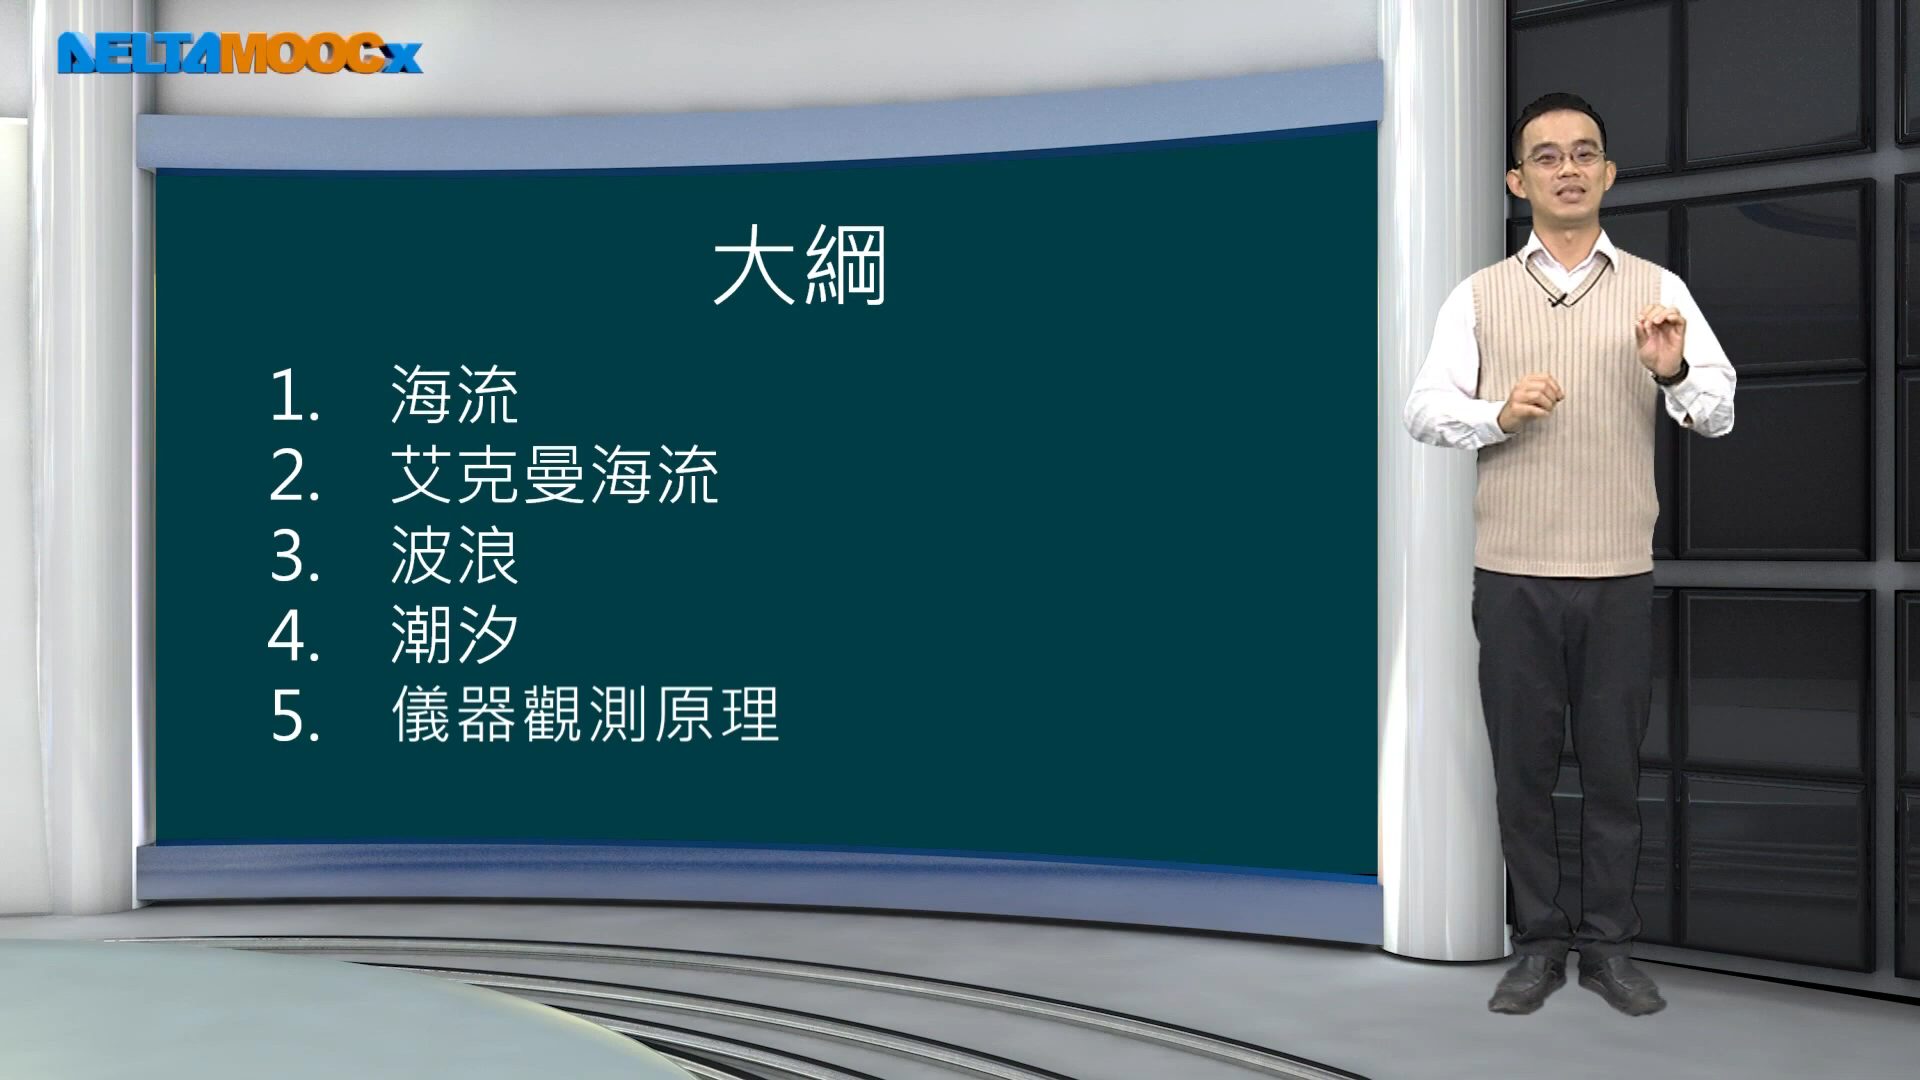 DELTAMOOCx
大綱
1. 海流
2. 艾克曼海流
3. 波浪
4. 潮汐
5. 儀器觀測原理